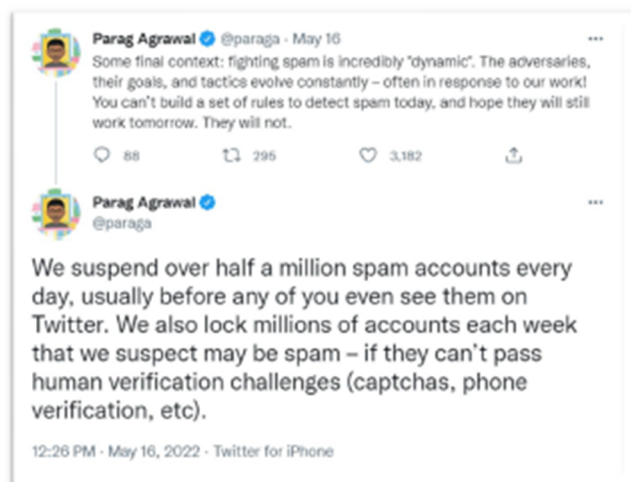 Parag Agrawal @paraga · May 16
Some final context: fighting spam is incredibly "dynamic". The adversaries,
their goals, and tactics evolve constantly – often in response to our work!
You can't build a set of rules to detect spam today, and hope they will still
work tomorrow. They will not.
88 295 3,182
Parag Agrawal
@paraga
We suspend over half a million spam accounts every
day, usually before any of you even see them on
Twitter. We also lock millions of accounts each week
that we suspect may be spam – if they can't pass
human verification challenges (captchas, phone
verification, etc).
12:26 PM · May 16, 2022 · Twitter for iPhone